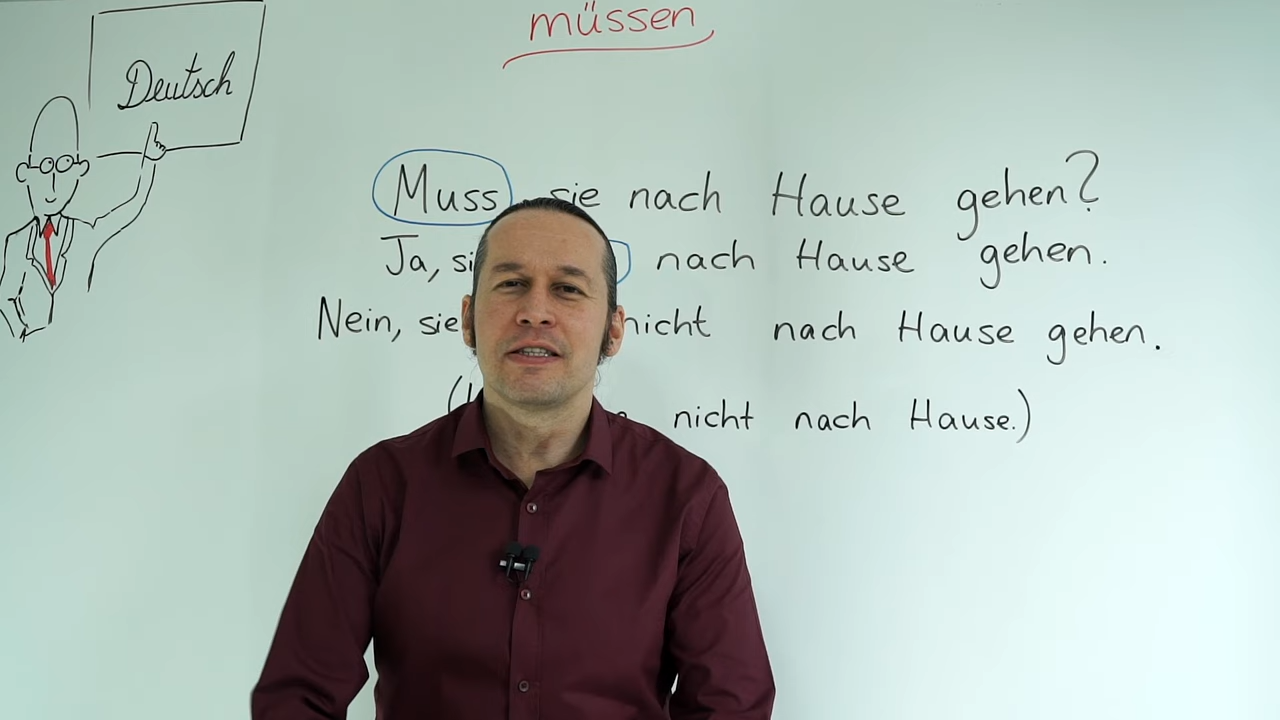 müssen
Deutsch
Muss sie nach Hause gehen?
Ja, nach Hause gehen.
Nein, sie nicht nach Hause gehen.
nicht nach Hause.)